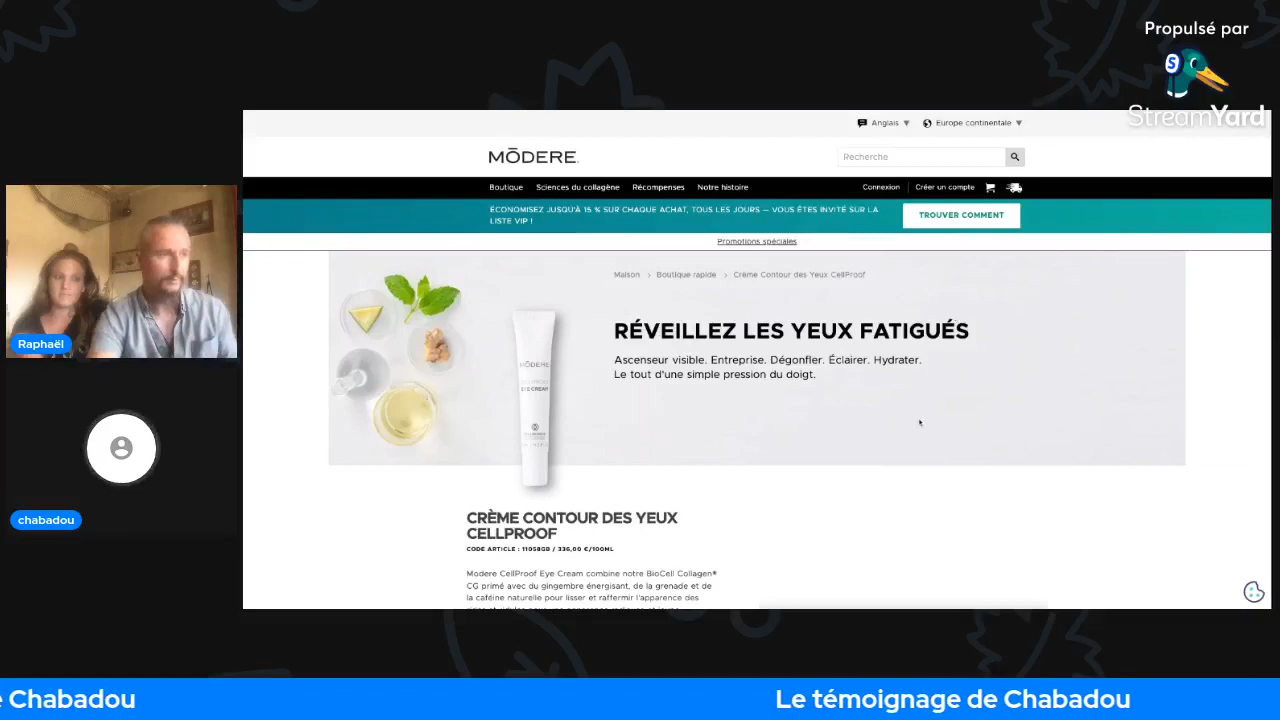 Propulsé par
StreamYard
Anglais
Europe continentale
MŌDERE.
Recherche
Boutique Sciences du collagène Récompenses Notre histoire Connexion Créer un compte
ÉCONOMISEZ JUSQU'À 15 % SUR CHAQUE ACHAT, TOUS LES JOURS — VOUS ÊTES INVITÉ SUR LA
LISTE VIP !
TROUVER COMMENT
Promotions spéciales
Maison > Boutique rapide > Crème Contour des Yeux CellProof
RÉVEILLEZ LES YEUX FATIGUÉS
Ascenseur visible. Entreprise. Dégonfler. Éclairer. Hydrater.
Le tout d'une simple pression du doigt.
MŌDERE
EYE CREAM
Raphaël
chabadou
CRÈME CONTOUR DES YEUX
CELLPROOF
CODE ARTICLE : 11058GB / 336,00 €/100ML
Modere CellProof Eye Cream combine notre BioCell Collagen®
CG primé avec du gingembre énergisant, de la grenade et de
la caféine naturelle pour lisser et raffermir l'apparence des
e Chabadou
Le témoignage de Chabadou